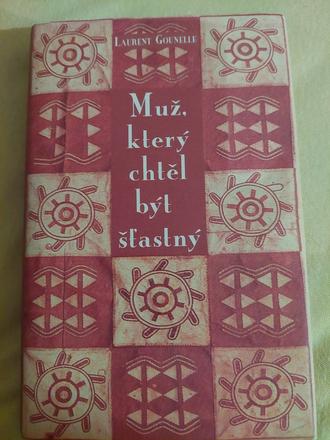 Laurent Gounelle
Muž,
který
chtěl
být
šťastný